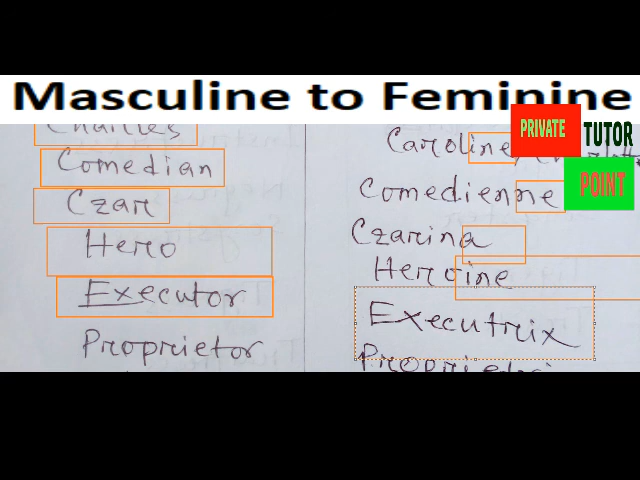 Masculine to Feminine
PRIVATE TUTOR POINT
Charles Caroline,
Comedian Comedienne
Czar Czarina
Hero Heroine
Executor Executrix
Proprietor